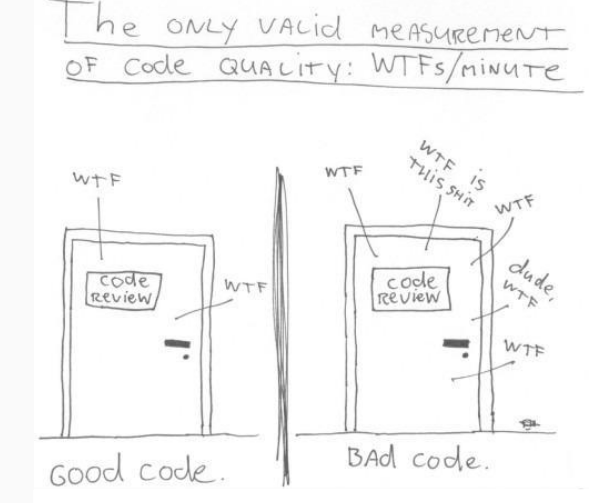 The ONLY VALID MEASUREMENT
OF CODE QUALITY: WTFs/MINUTE
WTF
CODE
REVIEW
WTF
GOOD CODE.
WTF
WTF IS
THIS SHIT
WTF
CODE
REVIEW
dude,
WTF
WTF
BAD CODE.